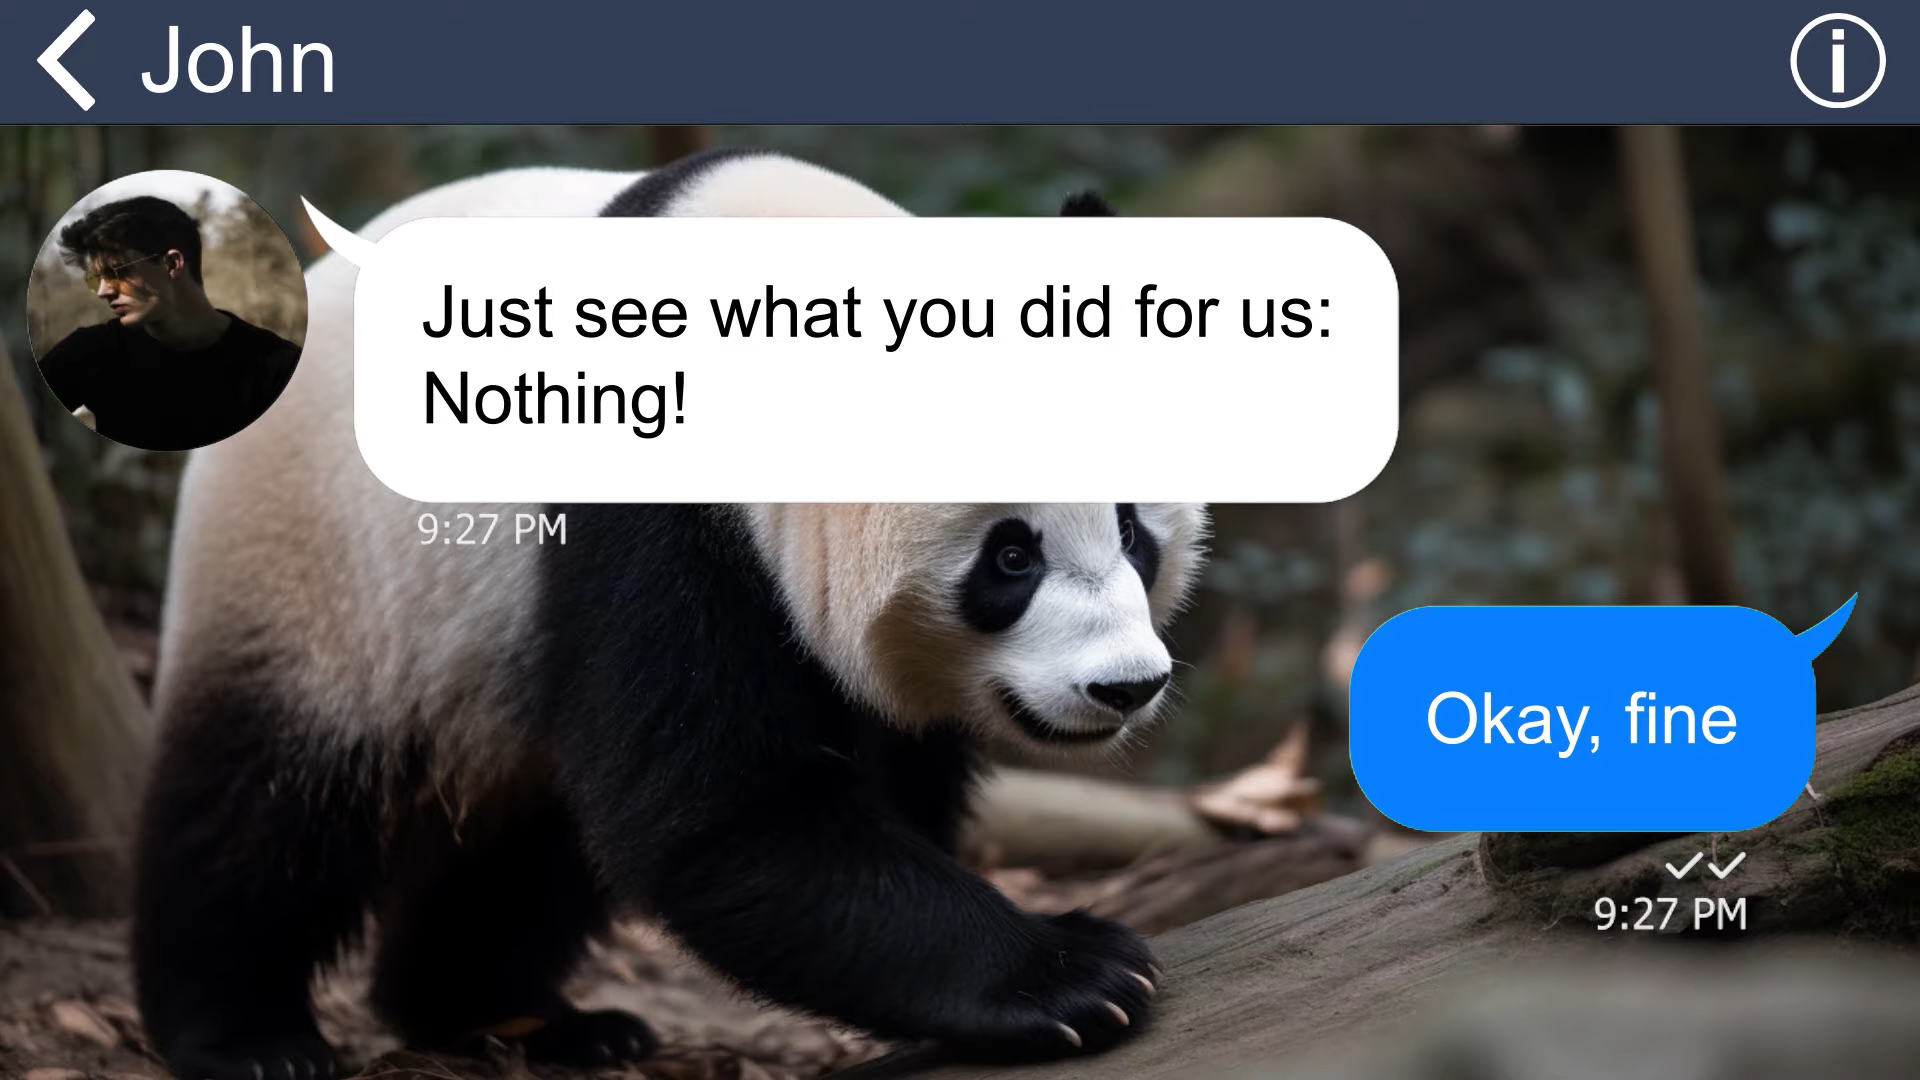 John
Just see what you did for us:
Nothing!
9:27 PM
Okay, fine
9:27 PM